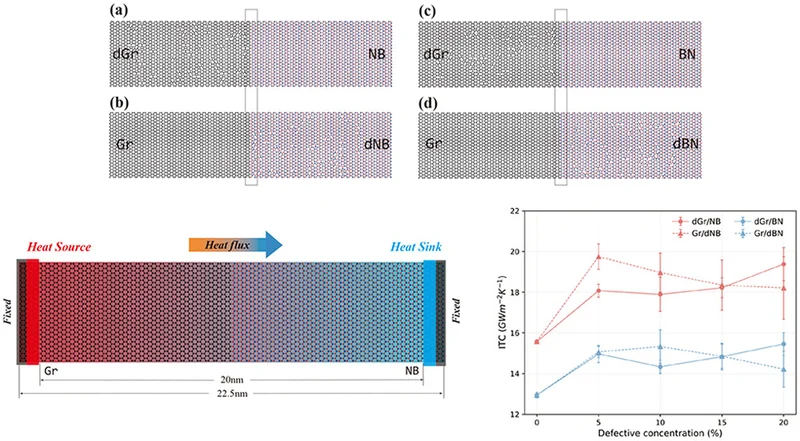 (a)
dGr NB
(b)
Gr dNB
(c)
dGr BN
(d)
Gr dBN
Heat Source
Heat flux
Heat Sink
Fixed
Fixed
Gr NB
20nm
22.5nm
dGr/NB dGr/BN
Gr/dNB Gr/dBN
ITC (GWm⁻²K⁻¹)
22
20
18
16
14
12
0 5 10 15 20
Defective concentration (%)